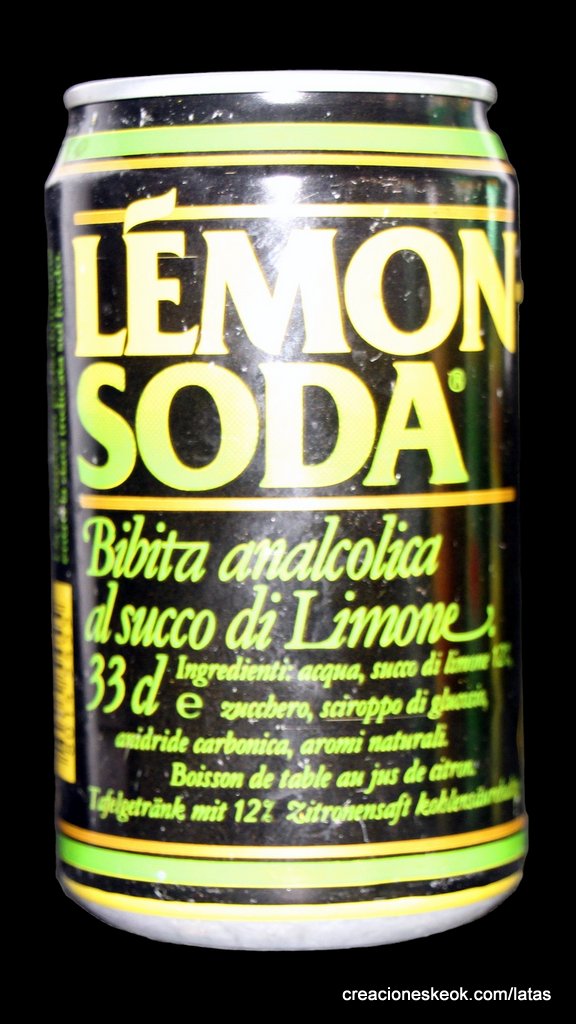 LÉMON
SODA®
Bibita analcolica
al succo di Limone.
33 cl e Ingredienti: acqua, succo di limone 12%
zucchero, sciroppo di glucosio,
anidride carbonica, aromi naturali.
Boisson de table au jus de citron.
Tafelgetränk mit 12% Zitronensaft kohlensäurehaltig
creacioneskeok.com/latas